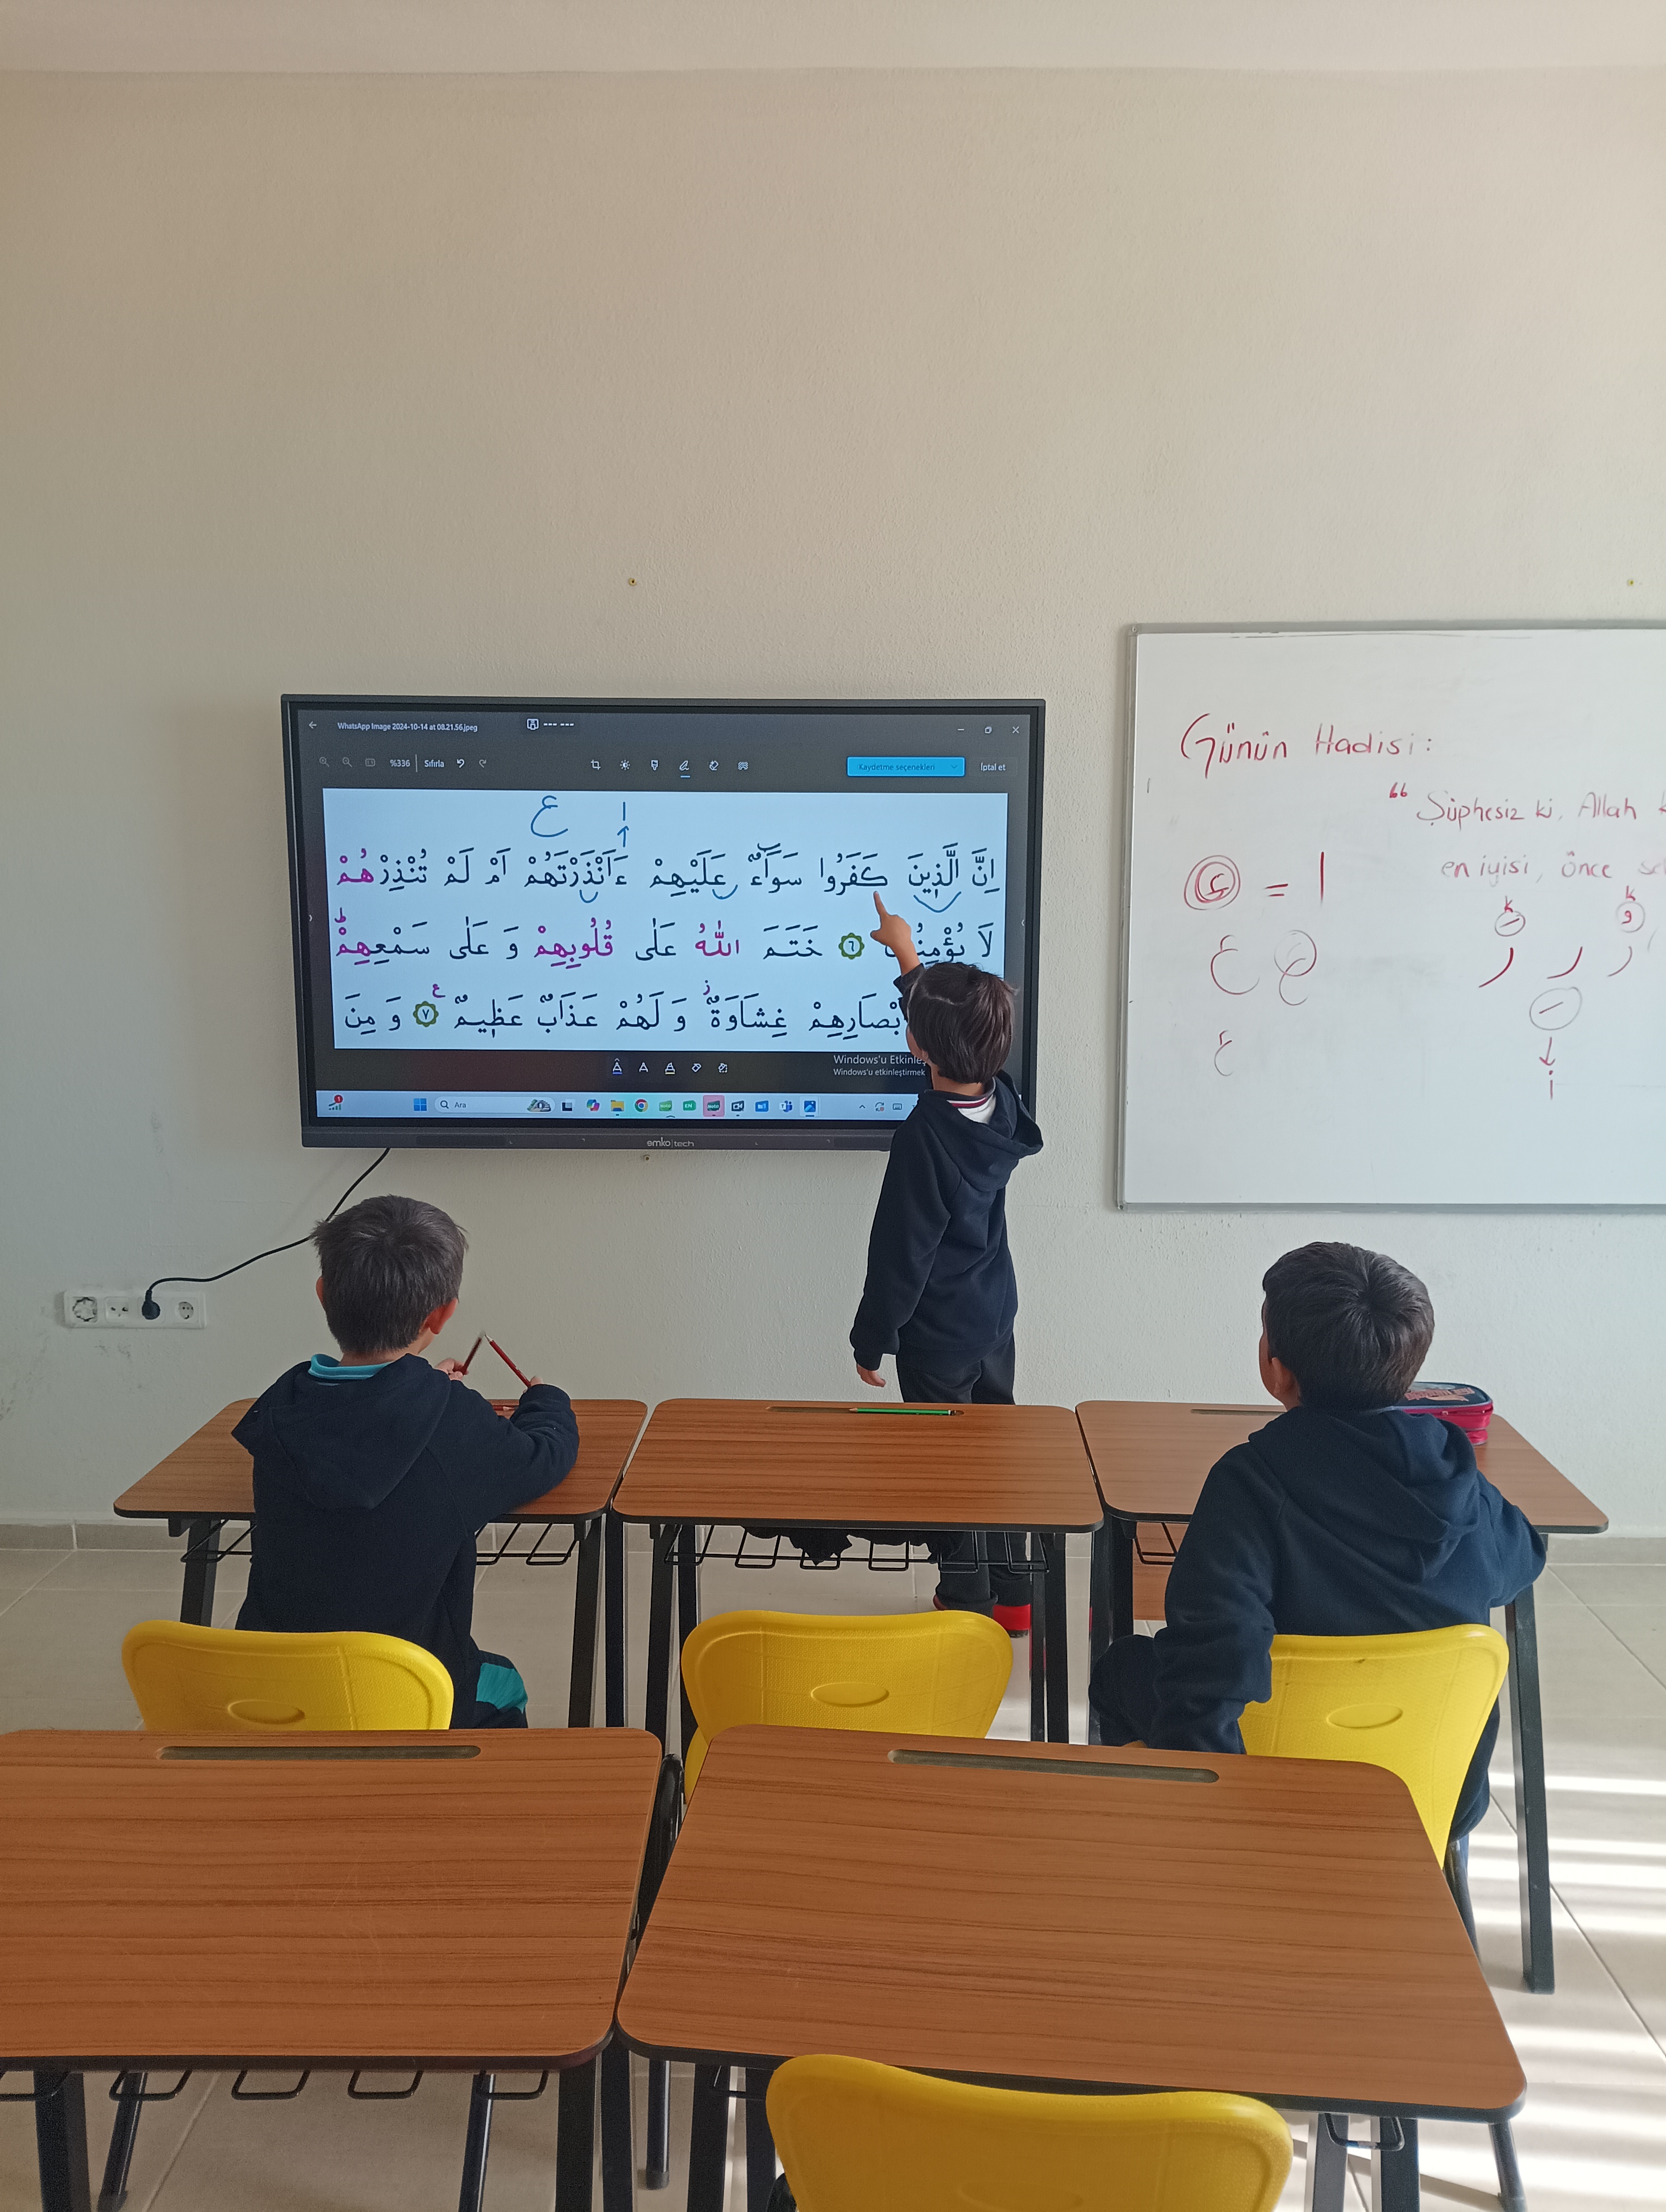 WhatsApp Image 2024-10-14 at 08.21.56.jpeg
%336 Sıfırla
Kaydetme seçenekleri
İptal et
ع ا
اِنَّ الَّذ۪ينَ كَفَرُوا سَوَٓاءٌ عَلَيْهِمْ ءَاَنْذَرْتَهُمْ اَمْ لَمْ تُنْذِرْهُمْ
لَا يُؤْمِنُونَ ٦ خَتَمَ اللّٰهُ عَلٰى قُلُوبِهِمْ وَ عَلٰى سَمْعِهِمْۜ
بْصَارِهِمْ غِشَاوَةٌۘ وَ لَهُمْ عَذَابٌ عَظ۪يمٌ ٧ وَ مِنَ
Windows'u Etkinleş
Windows'u etkinleştirmek
Ara
emko tech
Günün Hadisi:
“ Şüphesiz ki, Allah
en iyisi, önce
ع = ا
ع ع
ع
ر ر ر
i